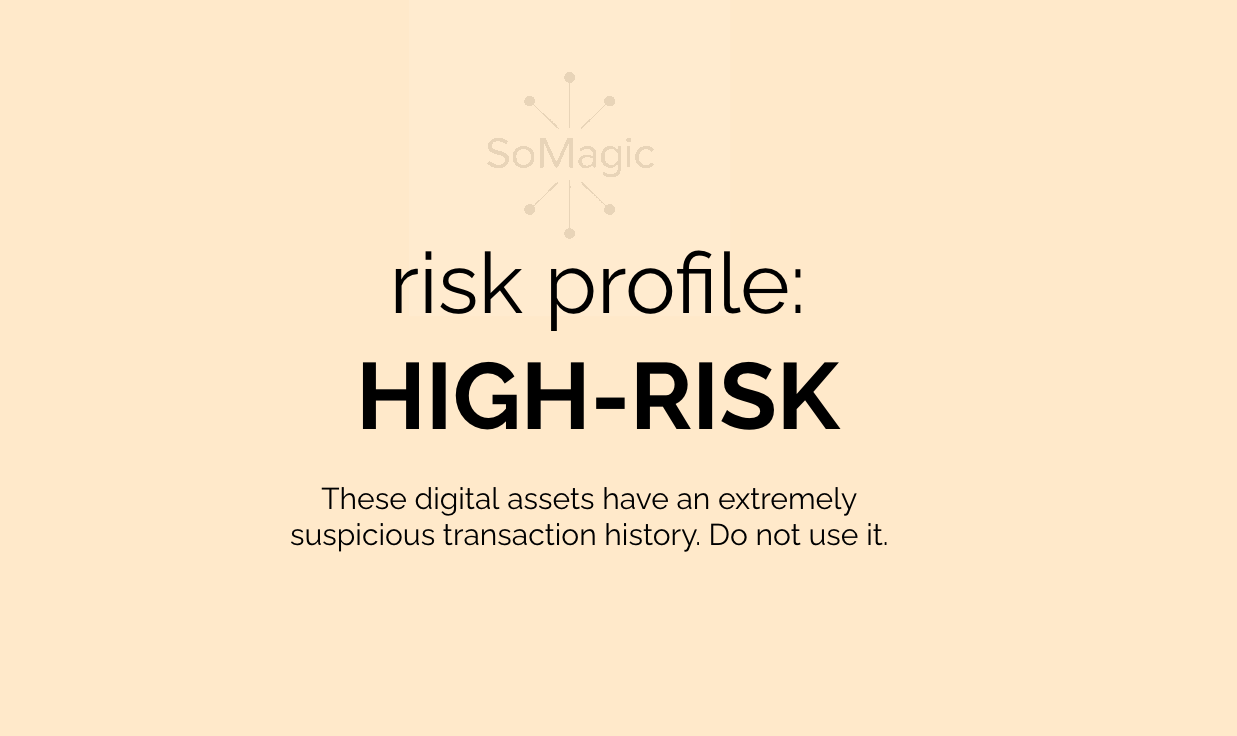 SoMagic
risk profile:
HIGH-RISK
These digital assets have an extremely
suspicious transaction history. Do not use it.